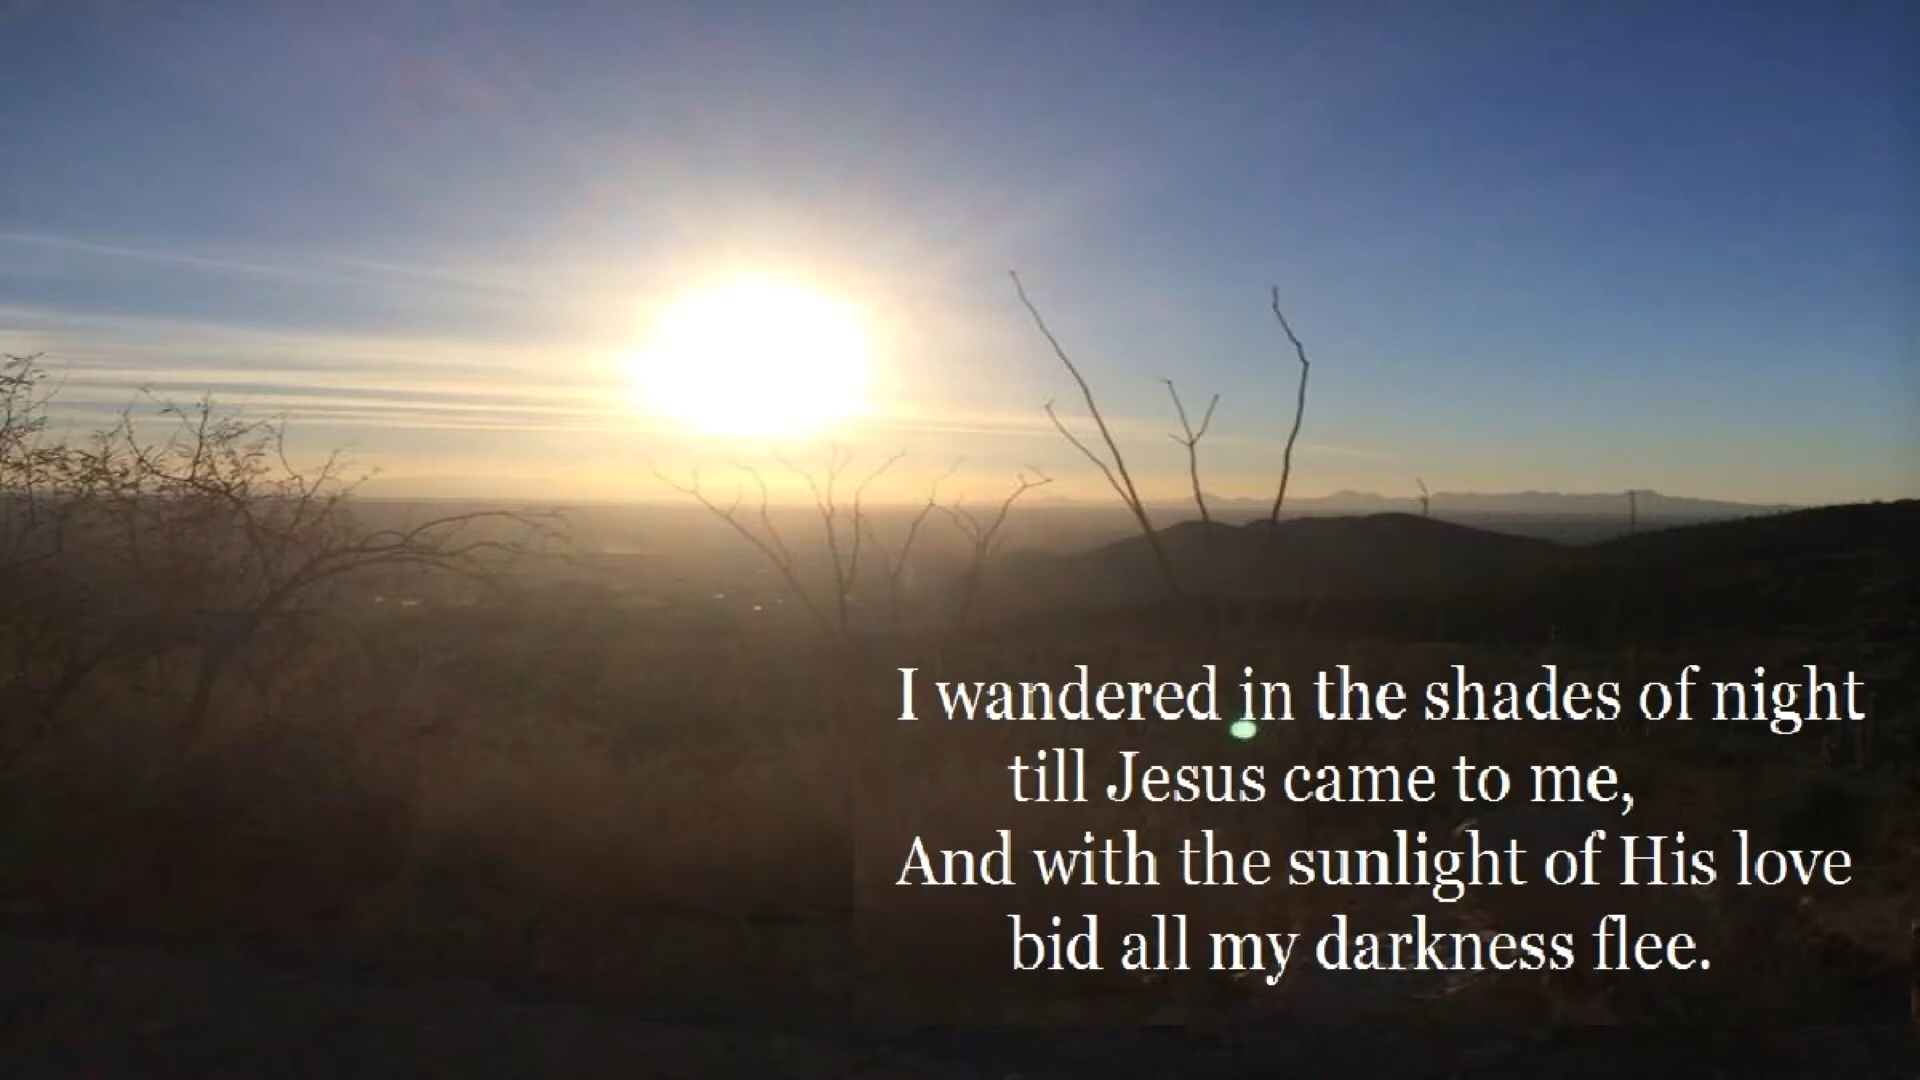 I wandered in the shades of night
till Jesus came to me,
And with the sunlight of His love
bid all my darkness flee.